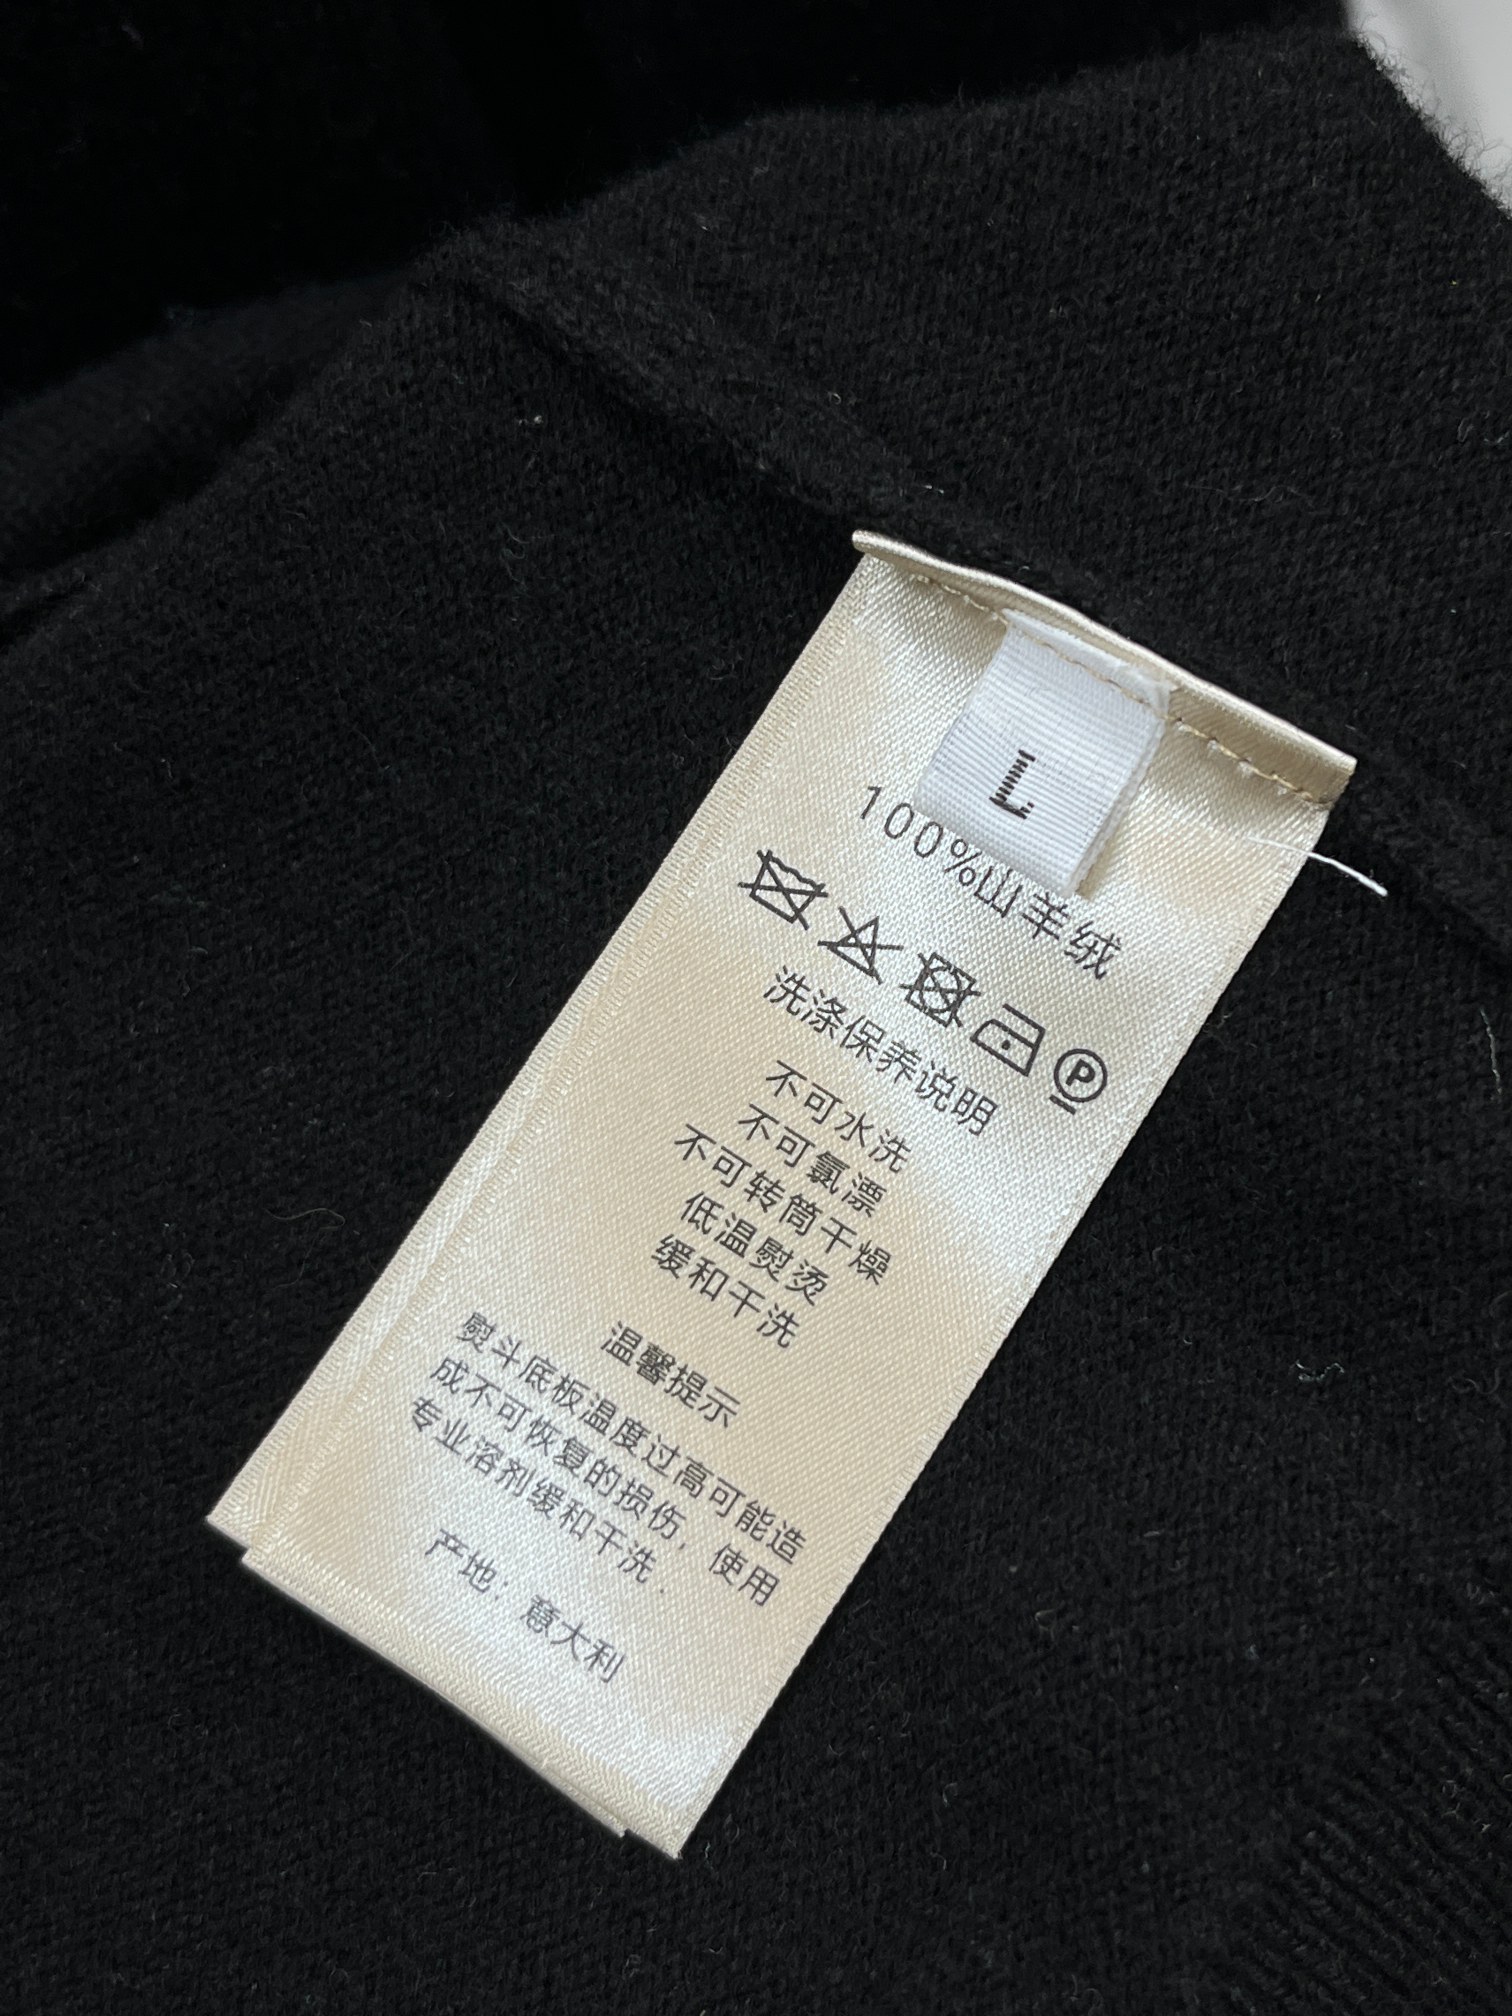 L
100%山羊绒
P
洗涤保养说明
不可水洗
不可氯漂
不可转筒干燥
低温熨烫
缓和干洗
温馨提示
熨斗底板温度过高可能造
成不可恢复的损伤，使用
专业溶剂缓和干洗.
产地：意大利